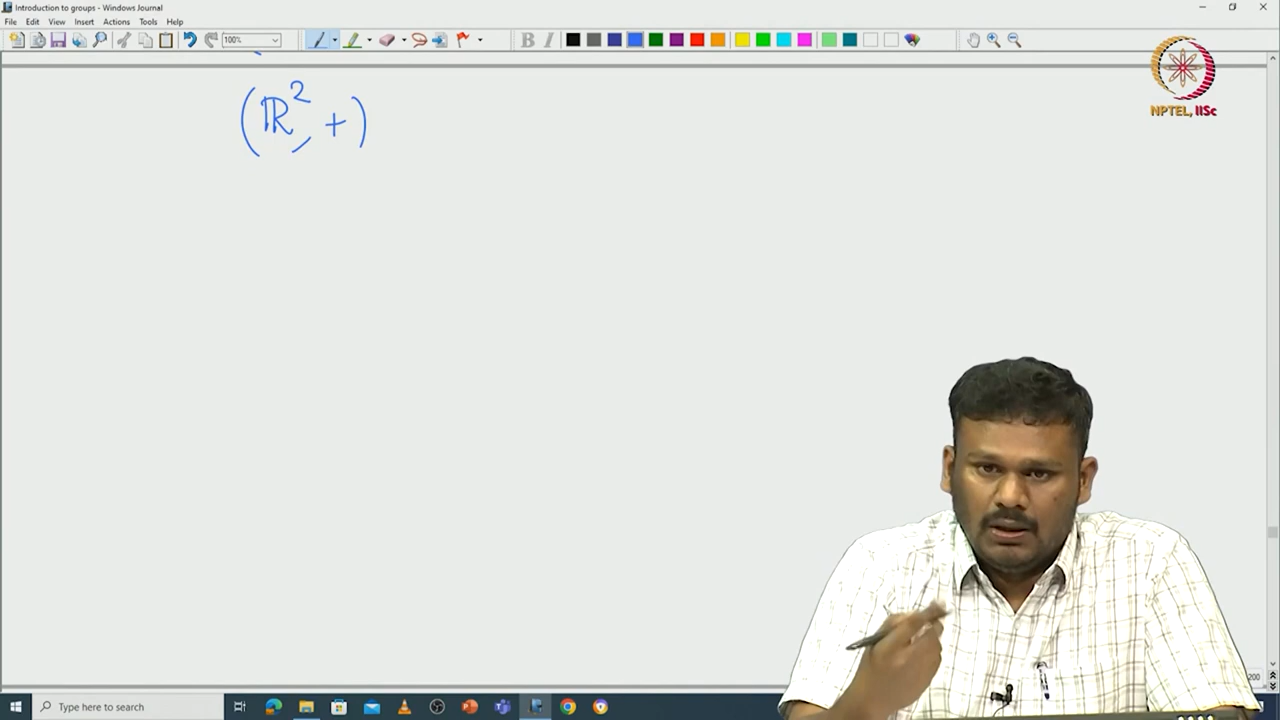 Introduction to groups - Windows Journal
File Edit View Insert Actions Tools Help
100%
B I
(ℝ², +)
NPTEL, IISc
200
Type here to search